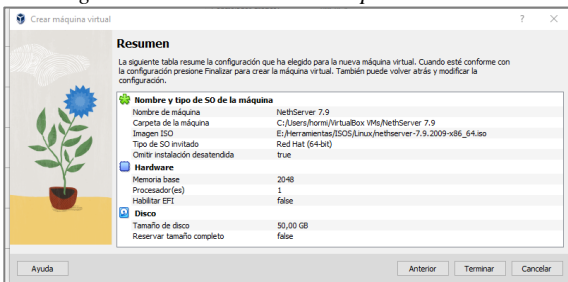 Crear máquina virtual
Resumen
La siguiente tabla resume la configuración que ha elegido para la nueva máquina virtual. Cuando esté conforme con
la configuración presione Finalizar para crear la máquina virtual. También puede volver atrás y modificar la
configuración.
Nombre y tipo de SO de la máquina
Nombre de máquina NethServer 7.9
Carpeta de la máquina C:/Users/hormi/VirtualBox VMs/NethServer 7.9
Imagen ISO E:/Herramientas/ISOS/Linux/nethserver-7.9.2009-x86_64.iso
Tipo de SO invitado Red Hat (64-bit)
Omitir instalación desatendida true
Hardware
Memoria base 2048
Procesador(es) 1
Habilitar EFI false
Disco
Tamaño de disco 50,00 GB
Reservar tamaño completo false
Ayuda Anterior Terminar Cancelar